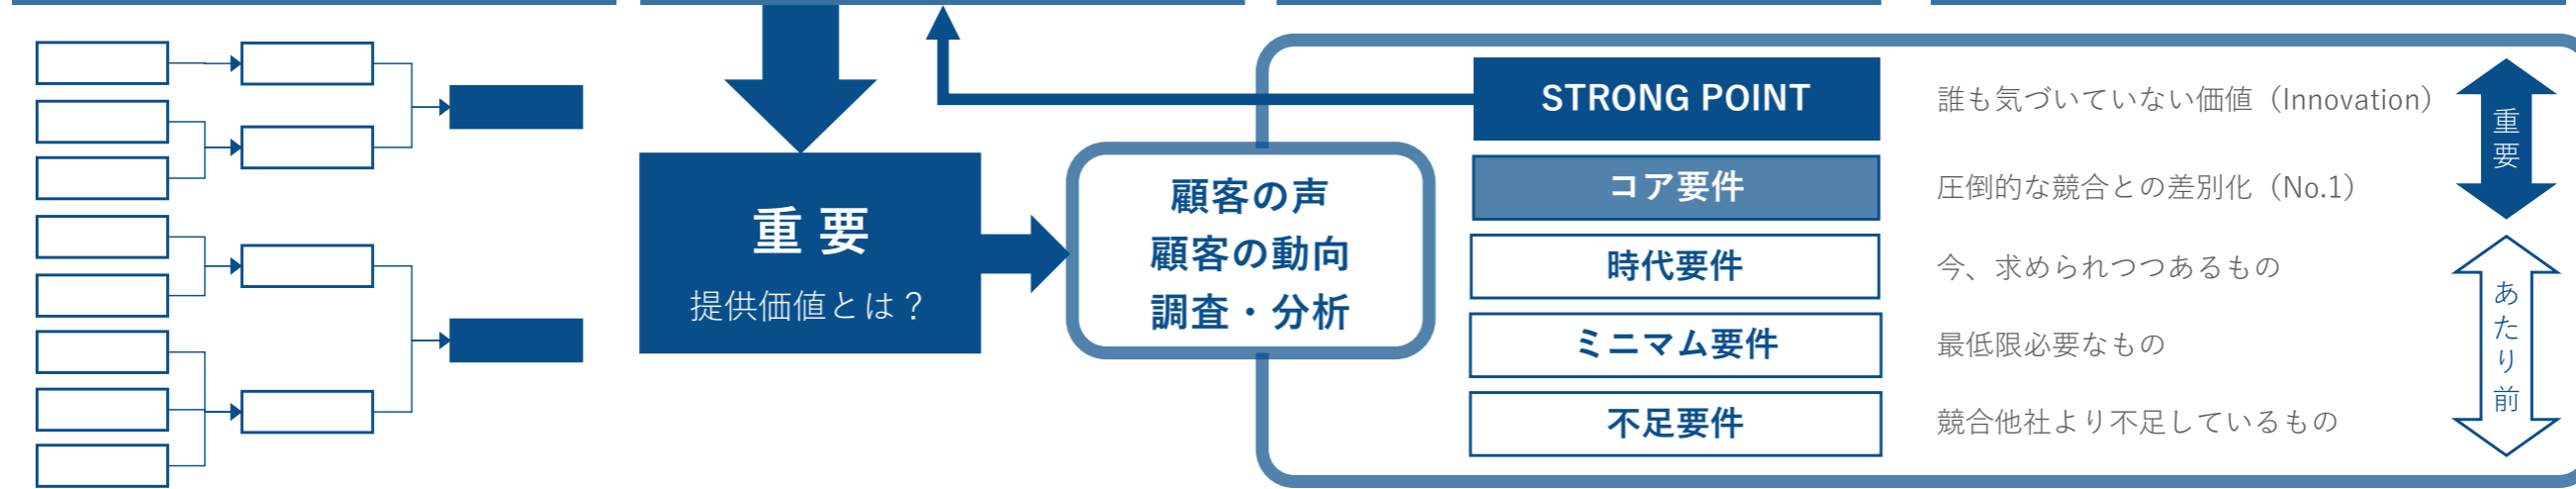 重要
提供価値とは？
顧客の声
顧客の動向
調査・分析
STRONG POINT
誰も気づいていない価値（Innovation）
コア要件
圧倒的な競合との差別化（No.1）
時代要件
今、求められつつあるもの
ミニマム要件
最低限必要なもの
不足要件
競合他社より不足しているもの
重要
あたり前